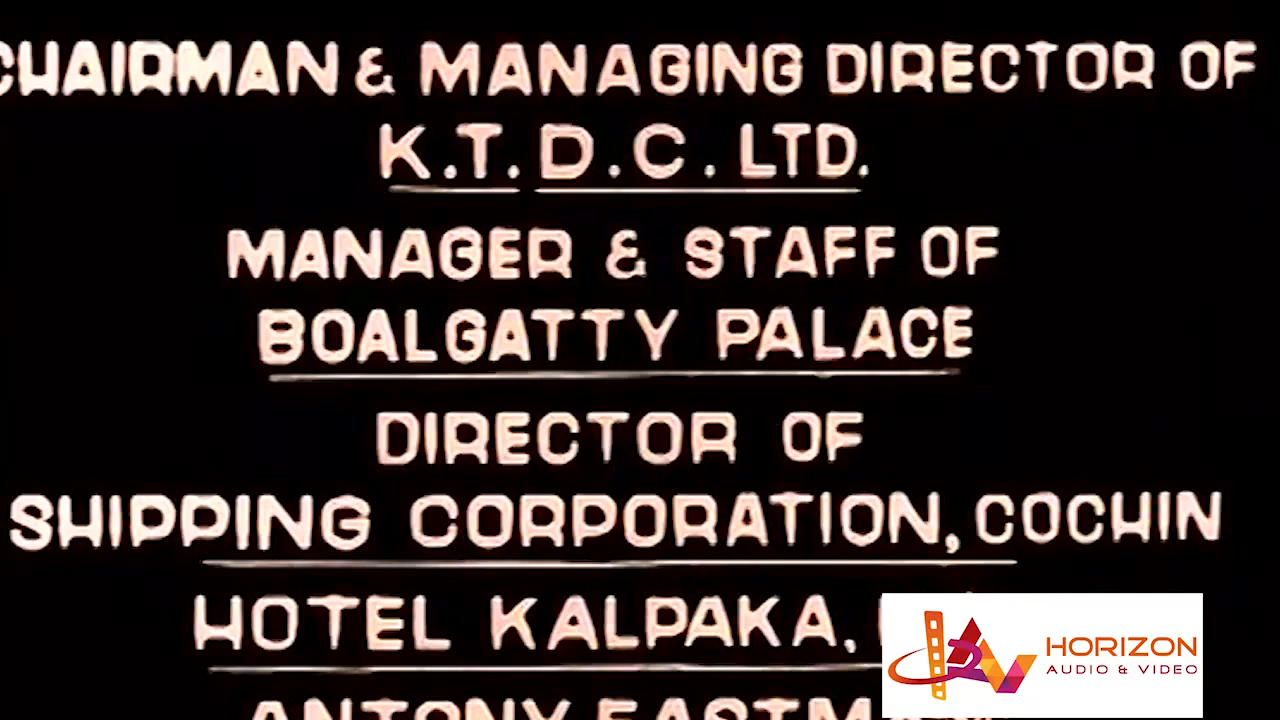 CHAIRMAN & MANAGING DIRECTOR OF
K.T.D.C. LTD.
MANAGER & STAFF OF
BOALGATTY PALACE
DIRECTOR OF
SHIPPING CORPORATION, COCHIN
HOTEL KALPAKA,
ANTONY
HORIZON
AUDIO & VIDEO